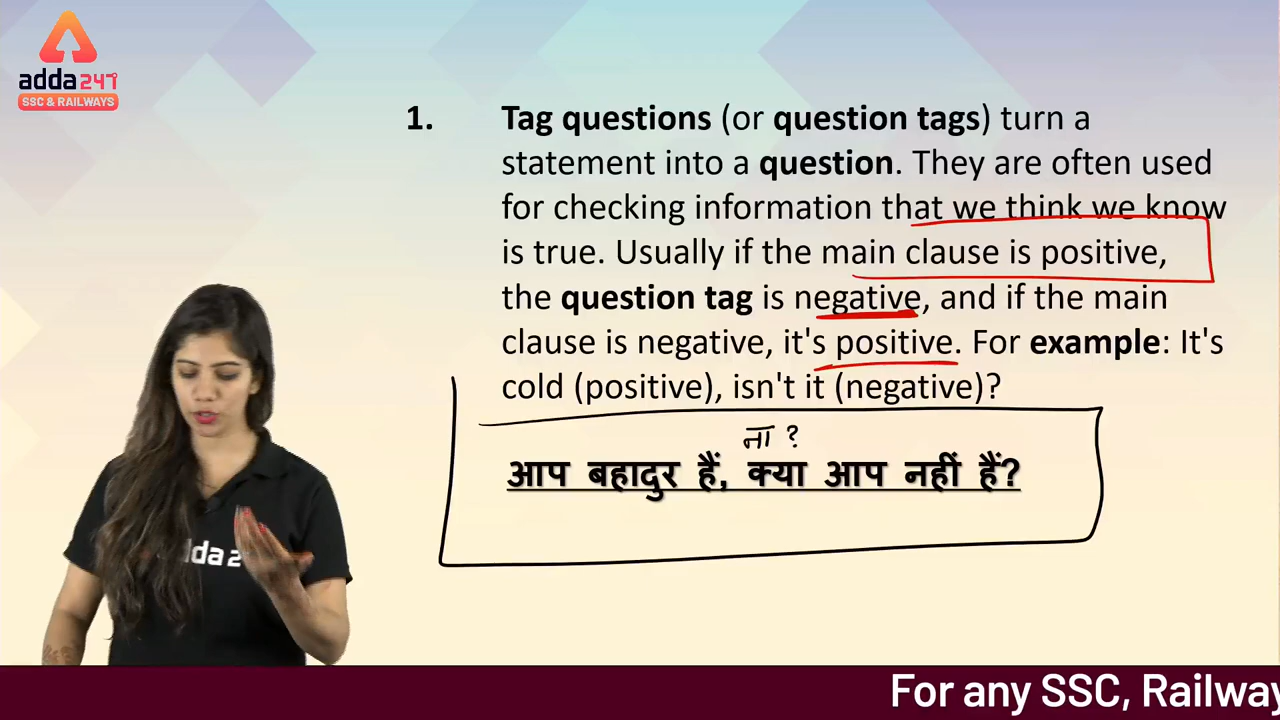 adda247
SSC & RAILWAYS
1. Tag questions (or question tags) turn a
statement into a question. They are often used
for checking information that we think we know
is true. Usually if the main clause is positive,
the question tag is negative, and if the main
clause is negative, it's positive. For example: It's
cold (positive), isn't it (negative)?
ना ?
आप बहादुर हैं, क्या आप नहीं हैं?
dda 2
For any SSC, Railway